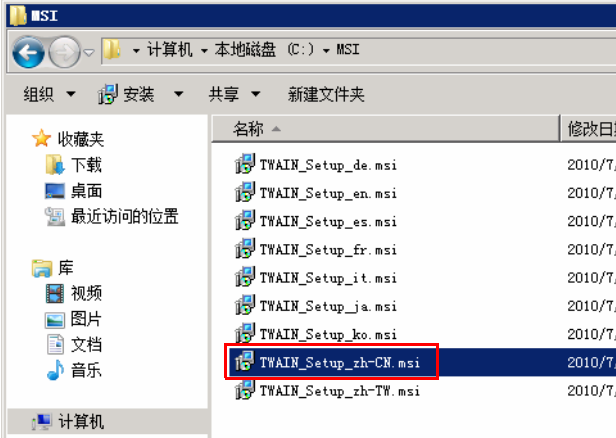 MSI
计算机 本地磁盘 (C:) MSI
组织 安装 共享 新建文件夹
收藏夹
下载
桌面
最近访问的位置
库
视频
图片
文档
音乐
计算机
名称 修改日
TWAIN_Setup_de.msi 2010/7
TWAIN_Setup_en.msi 2010/7
TWAIN_Setup_es.msi 2010/7
TWAIN_Setup_fr.msi 2010/7
TWAIN_Setup_it.msi 2010/7
TWAIN_Setup_ja.msi 2010/7
TWAIN_Setup_ko.msi 2010/7
TWAIN_Setup_zh-CN.msi 2010/7
TWAIN_Setup_zh-TW.msi 2010/7